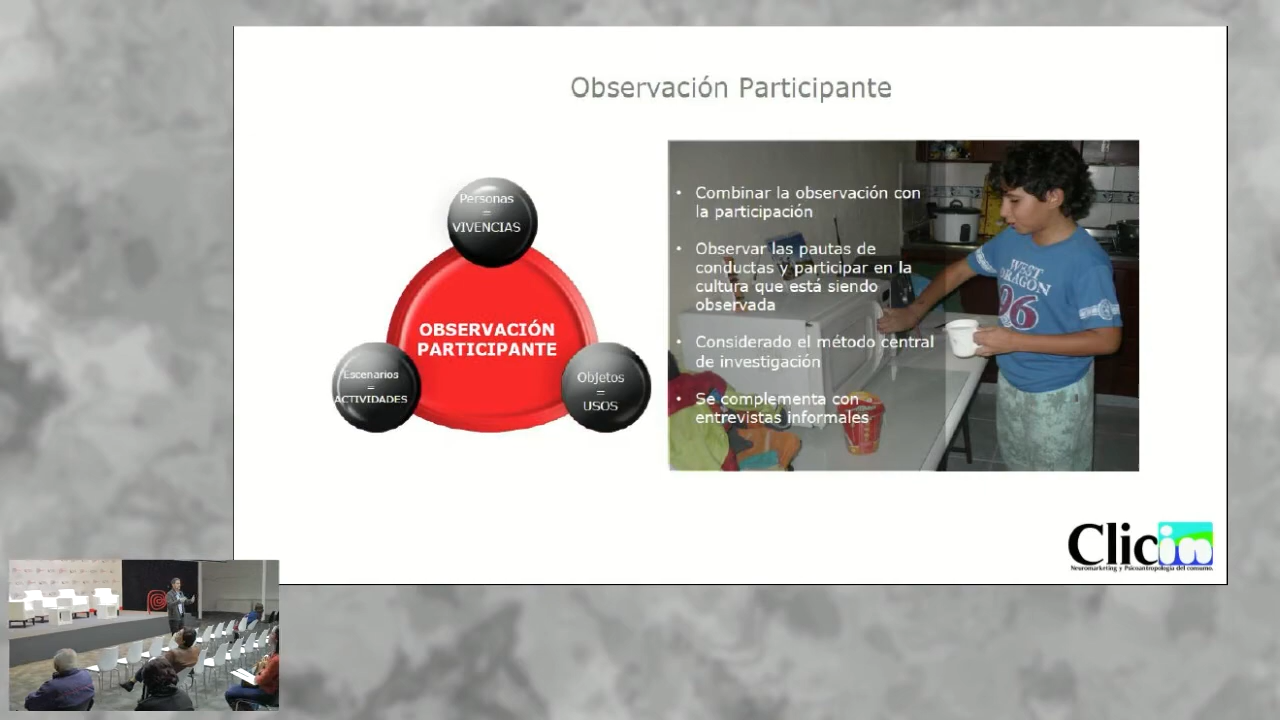 Observación Participante
Personas
=
VIVENCIAS
OBSERVACIÓN
PARTICIPANTE
Escenarios
=
ACTIVIDADES
Objetos
=
USOS
• Combinar la observación con
la participación
• Observar las pautas de
conductas y participar en la
cultura que está siendo
observada
• Considerado el método central
de investigación
• Se complementa con
entrevistas informales
WEST
DRAGON
06
Clicin
Neuromarketing y Psicoantropología del consumo.